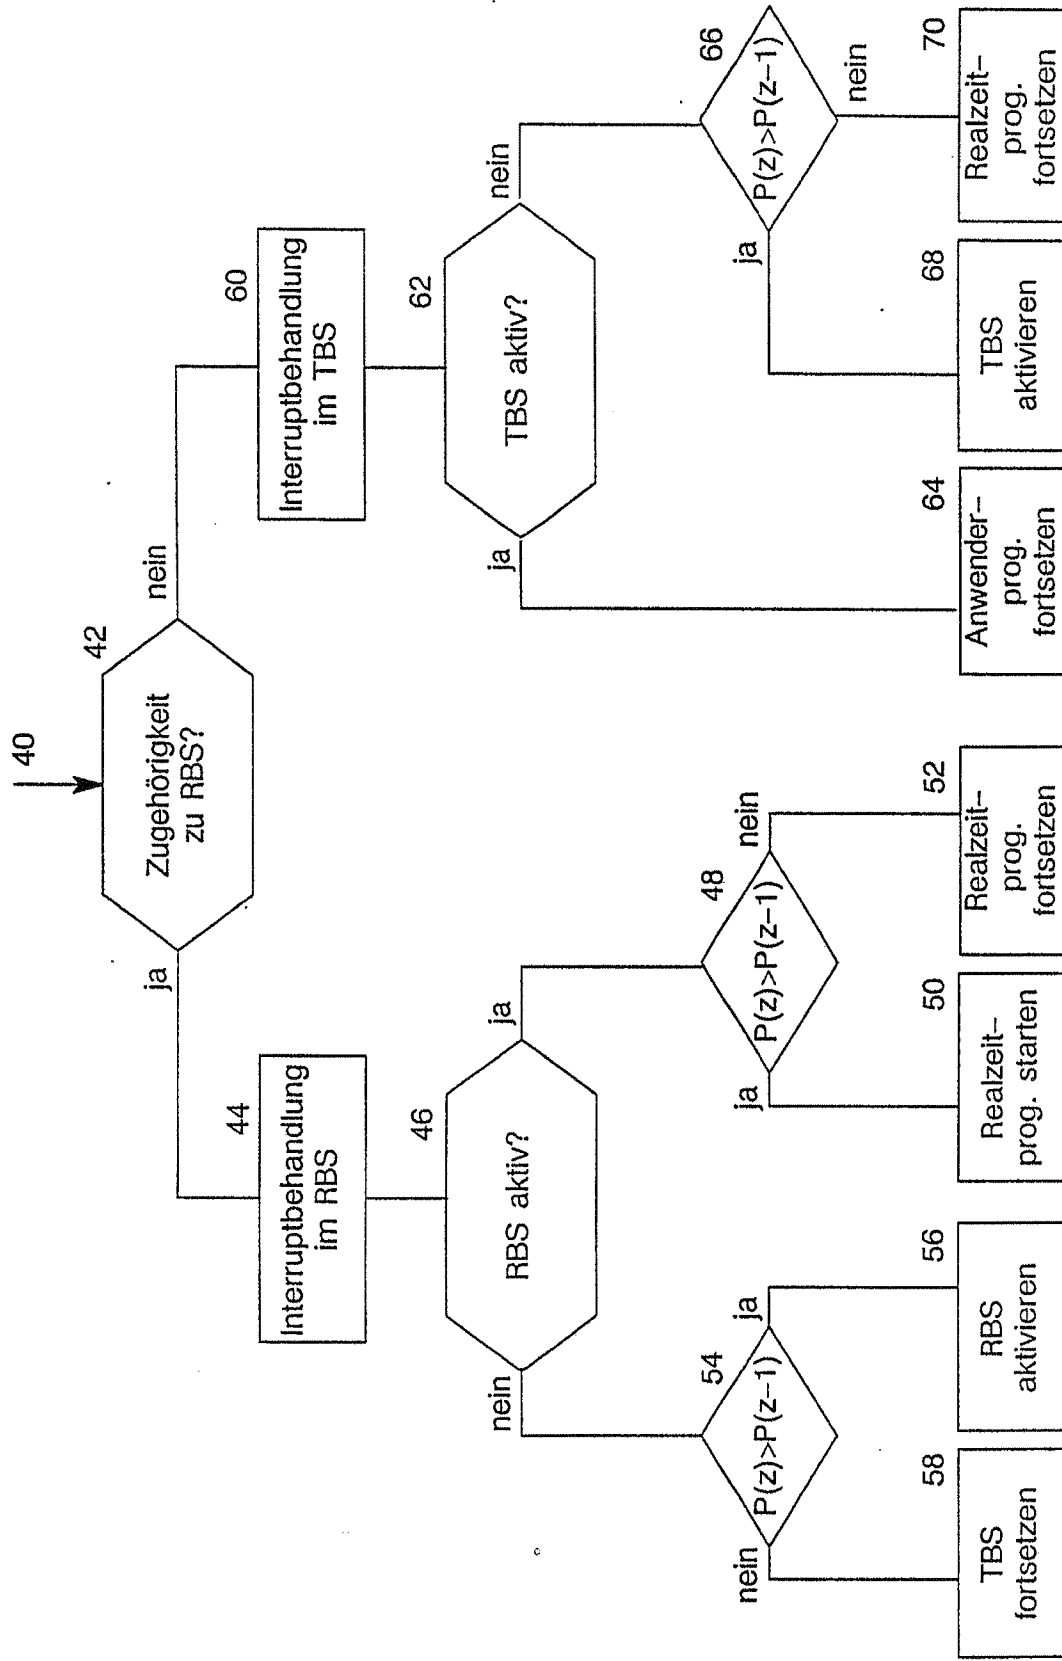 40
42
Zugehörigkeit
zu RBS?
ja
nein
44
Interruptbehandlung
im RBS
60
Interruptbehandlung
im TBS
46
RBS aktiv?
nein
ja
62
TBS aktiv?
ja
nein
54
P(z)>P(z–1)
nein
ja
48
P(z)>P(z–1)
ja
nein
66
P(z)>P(z–1)
ja
nein
58
TBS
fortsetzen
56
RBS
aktivieren
50
Realzeit–
prog. starten
52
Realzeit–
prog.
fortsetzen
64
Anwender–
prog.
fortsetzen
68
TBS
aktivieren
70
Realzeit–
prog.
fortsetzen